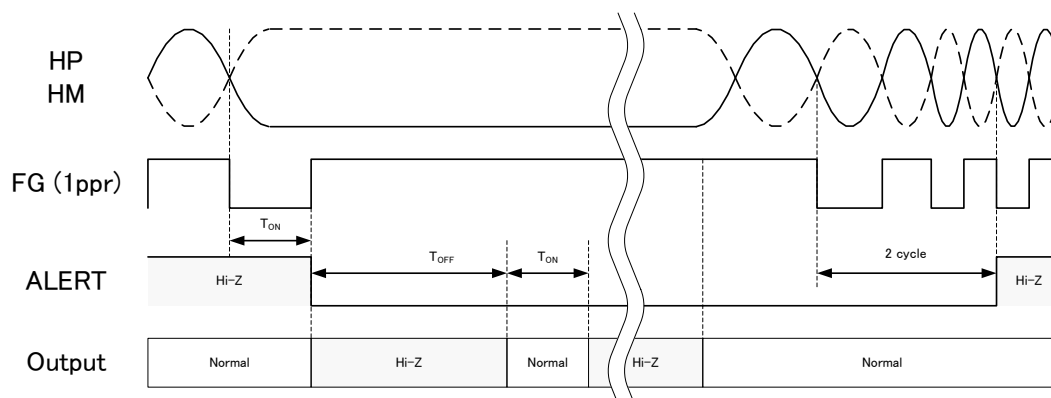 HP
HM
FG (1ppr)
TON
TOFF
TON
2 cycle
ALERT
Hi-Z
Hi-Z
Output
Normal
Hi-Z
Normal
Hi-Z
Normal